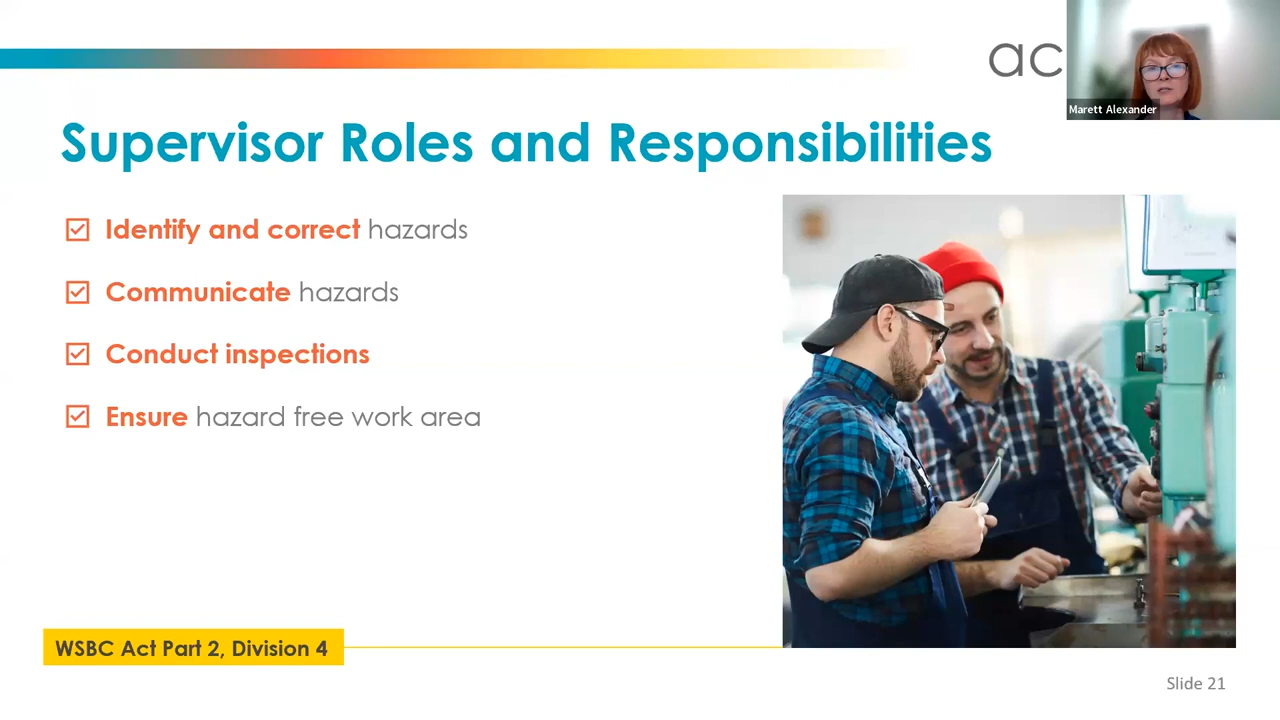 ac
Marett Alexander
Supervisor Roles and Responsibilities
Identify and correct hazards
Communicate hazards
Conduct inspections
Ensure hazard free work area
WSBC Act Part 2, Division 4
Slide 21